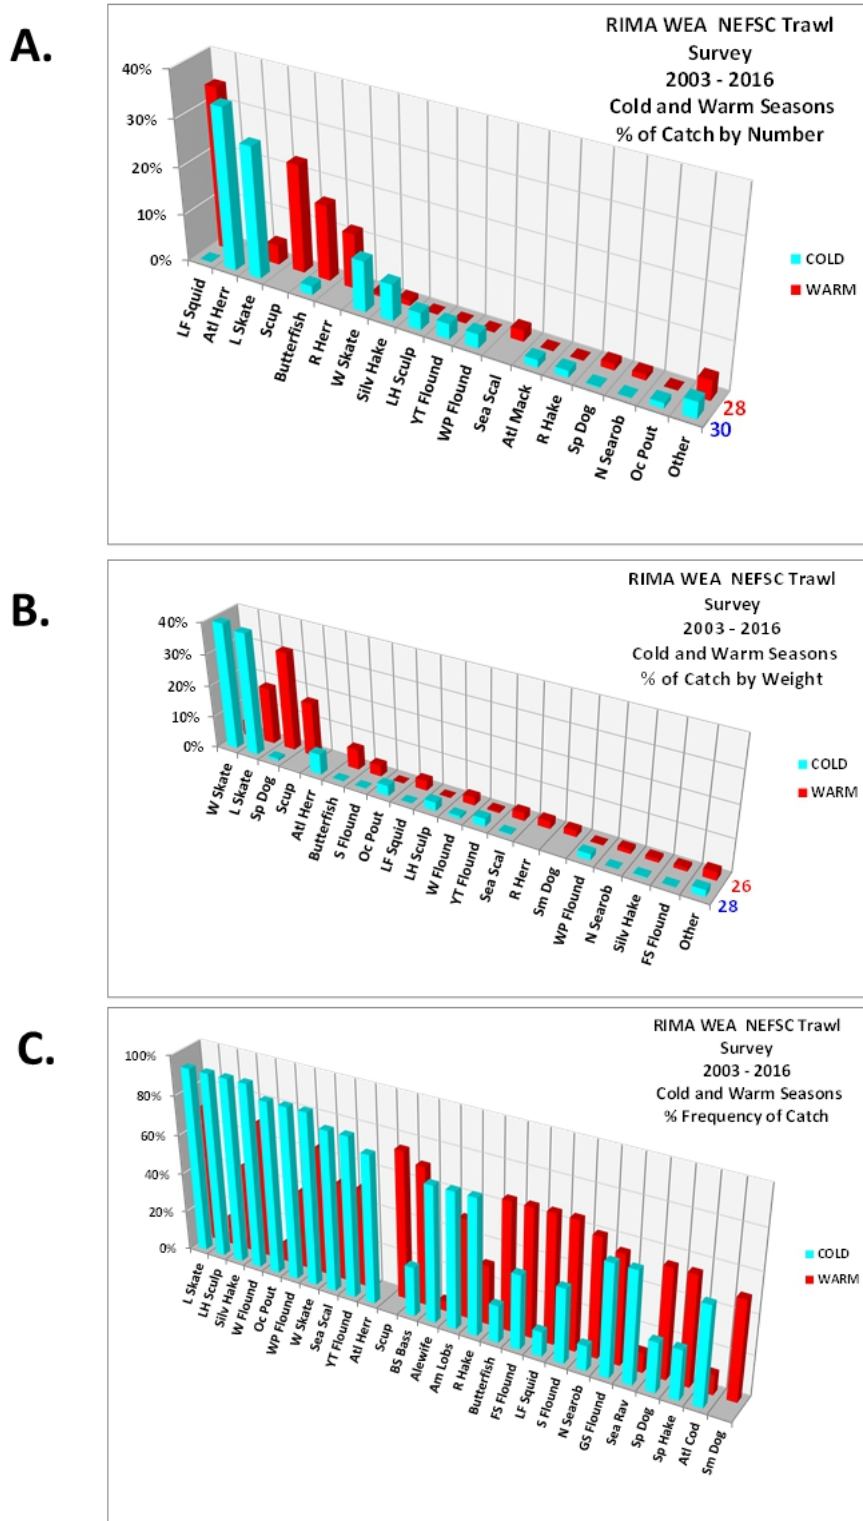 A.
RIMA WEA NEFSC Trawl
Survey
2003 - 2016
Cold and Warm Seasons
% of Catch by Number
40%
30%
20%
10%
0%
LF Squid
Atl Herr
L Skate
Scup
Butterfish
R Herr
W Skate
Silv Hake
LH Sculp
YT Flound
WP Flound
Sea Scal
Atl Mack
R Hake
Sp Dog
N Searob
Oc Pout
Other
28
30
COLD
WARM
B.
RIMA WEA NEFSC Trawl
Survey
2003 - 2016
Cold and Warm Seasons
% of Catch by Weight
40%
30%
20%
10%
0%
W Skate
L Skate
Sp Dog
Scup
Atl Herr
Butterfish
S Flound
Oc Pout
LF Squid
LH Sculp
W Flound
YT Flound
Sea Scal
R Herr
Sm Dog
WP Flound
N Searob
Silv Hake
FS Flound
Other
26
28
COLD
WARM
C.
RIMA WEA NEFSC Trawl
Survey
2003 - 2016
Cold and Warm Seasons
% Frequency of Catch
100%
80%
60%
40%
20%
0%
L Skate
LH Sculp
Silv Hake
W Flound
Oc Pout
WP Flound
W Skate
Sea Scal
YT Flound
Atl Herr
Scup
BS Bass
Alewife
Am Lobs
R Hake
Butterfish
FS Flound
LF Squid
S Flound
N Searob
GS Flound
Sea Rav
Sp Dog
Sp Hake
Atl Cod
Sm Dog
COLD
WARM